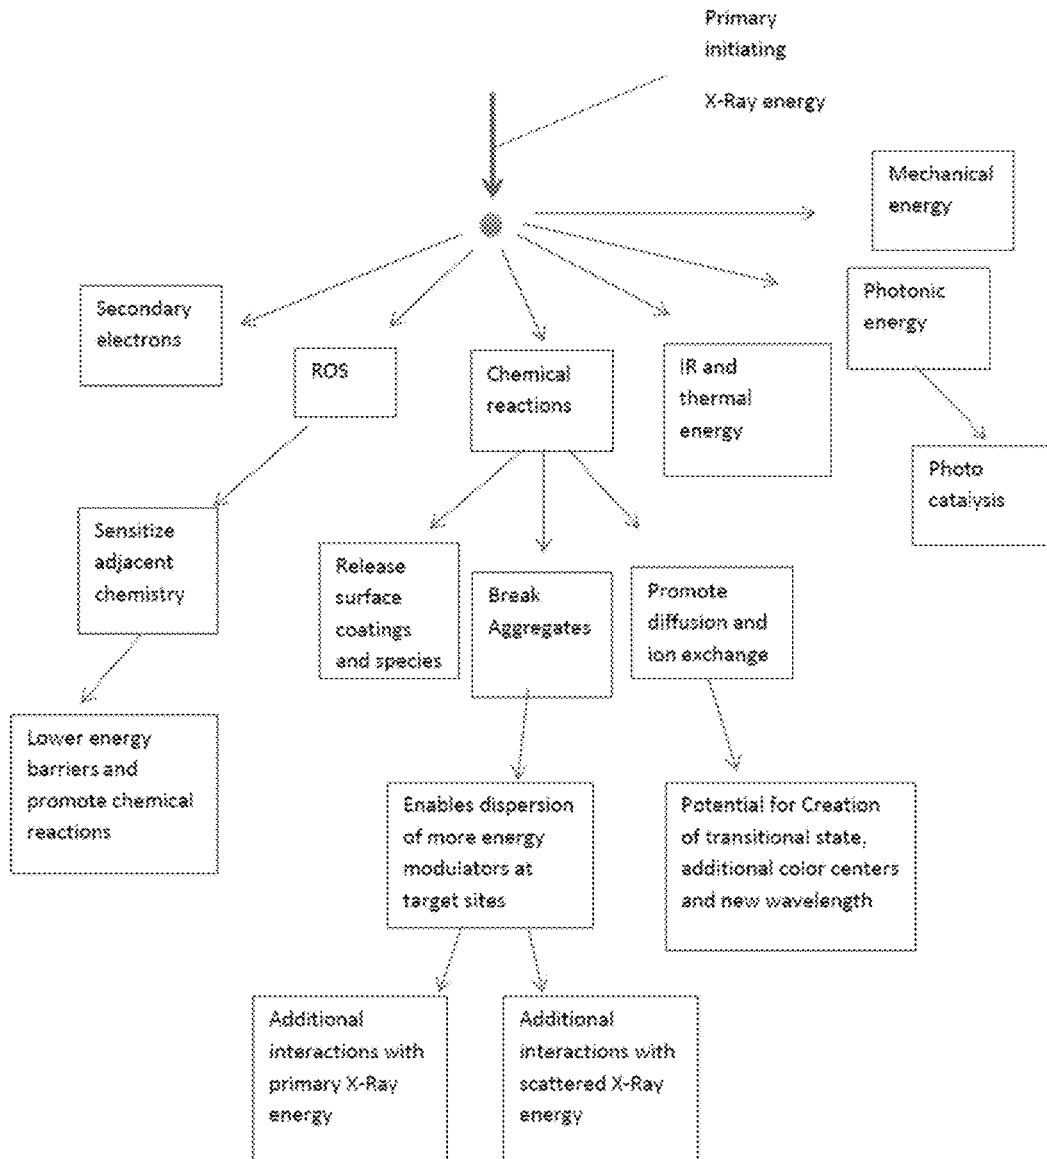 Primary
initiating
X-Ray energy
Mechanical
energy
Photonic
energy
Secondary
electrons
ROS
Chemical
reactions
IR and
thermal
energy
Photo
catalysis
Sensitize
adjacent
chemistry
Release
surface
coatings
and species
Break
Aggregates
Promote
diffusion and
ion exchange
Lower energy
barriers and
promote chemical
reactions
Enables dispersion
of more energy
modulators at
target sites
Potential for Creation
of transitional state,
additional color centers
and new wavelength
Additional
interactions with
primary X-Ray
energy
Additional
interactions with
scattered X-Ray
energy